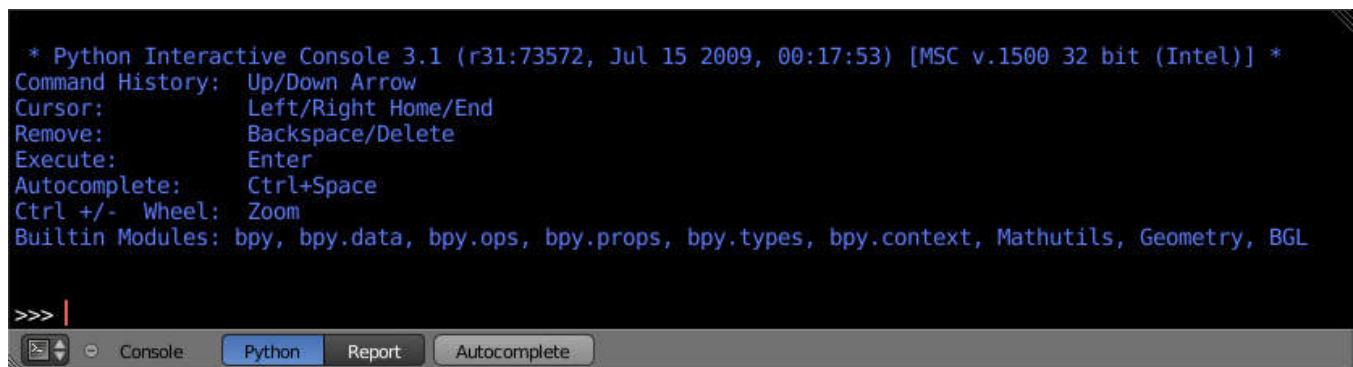 * Python Interactive Console 3.1 (r31:73572, Jul 15 2009, 00:17:53) [MSC v.1500 32 bit (Intel)] *
Command History: Up/Down Arrow
Cursor: Left/Right Home/End
Remove: Backspace/Delete
Execute: Enter
Autocomplete: Ctrl+Space
Ctrl +/- Wheel: Zoom
Builtin Modules: bpy, bpy.data, bpy.ops, bpy.props, bpy.types, bpy.context, Mathutils, Geometry, BGL
>>>
Console Python Report Autocomplete